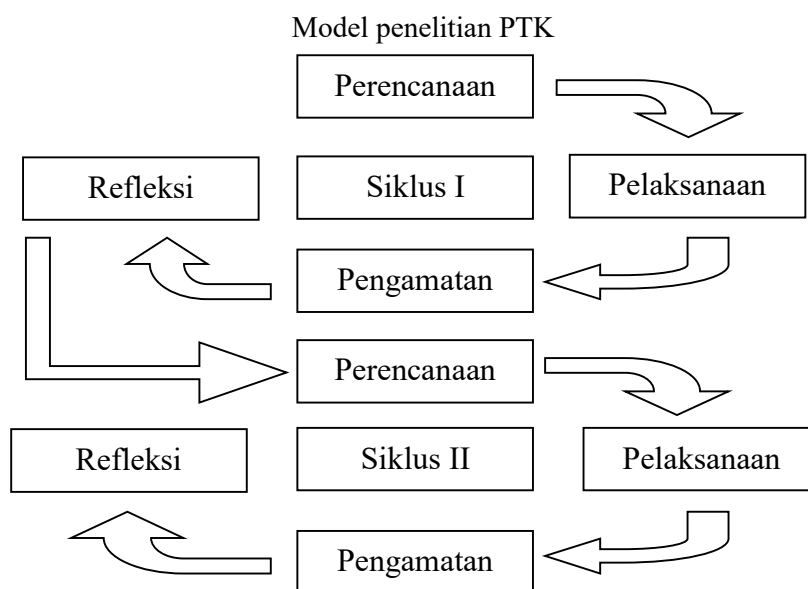 Model penelitian PTK
Perencanaan
Refleksi
Siklus I
Pelaksanaan
Pengamatan
Perencanaan
Refleksi
Siklus II
Pelaksanaan
Pengamatan